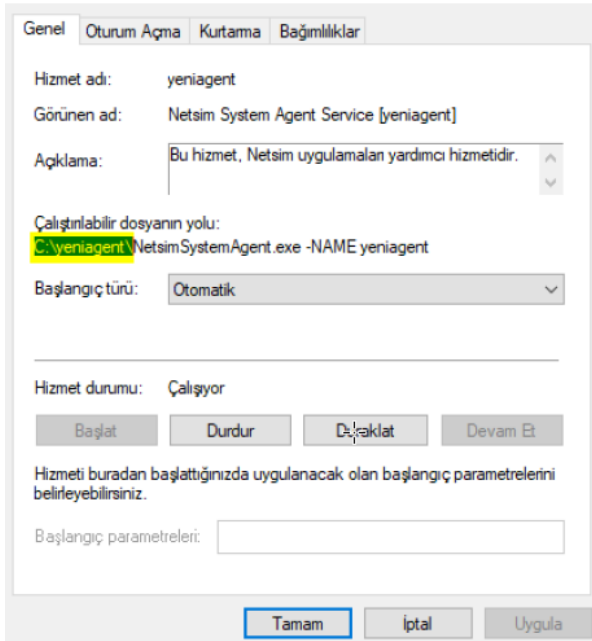 Genel Oturum Açma Kurtarma Bağımlılıklar
Hizmet adı: yeniagent
Görünen ad: Netsim System Agent Service [yeniagent]
Açıklama: Bu hizmet, Netsim uygulamaları yardımcı hizmetidir.
Çalıştırılabilir dosyanın yolu:
C:\yeniagent\NetsimSystemAgent.exe -NAME yeniagent
Başlangıç türü: Otomatik
Hizmet durumu: Çalışıyor
Başlat Durdur Duraklat Devam Et
Hizmeti buradan başlattığınızda uygulanacak olan başlangıç parametrelerini
belirleyebilirsiniz.
Başlangıç parametreleri:
Tamam İptal Uygula